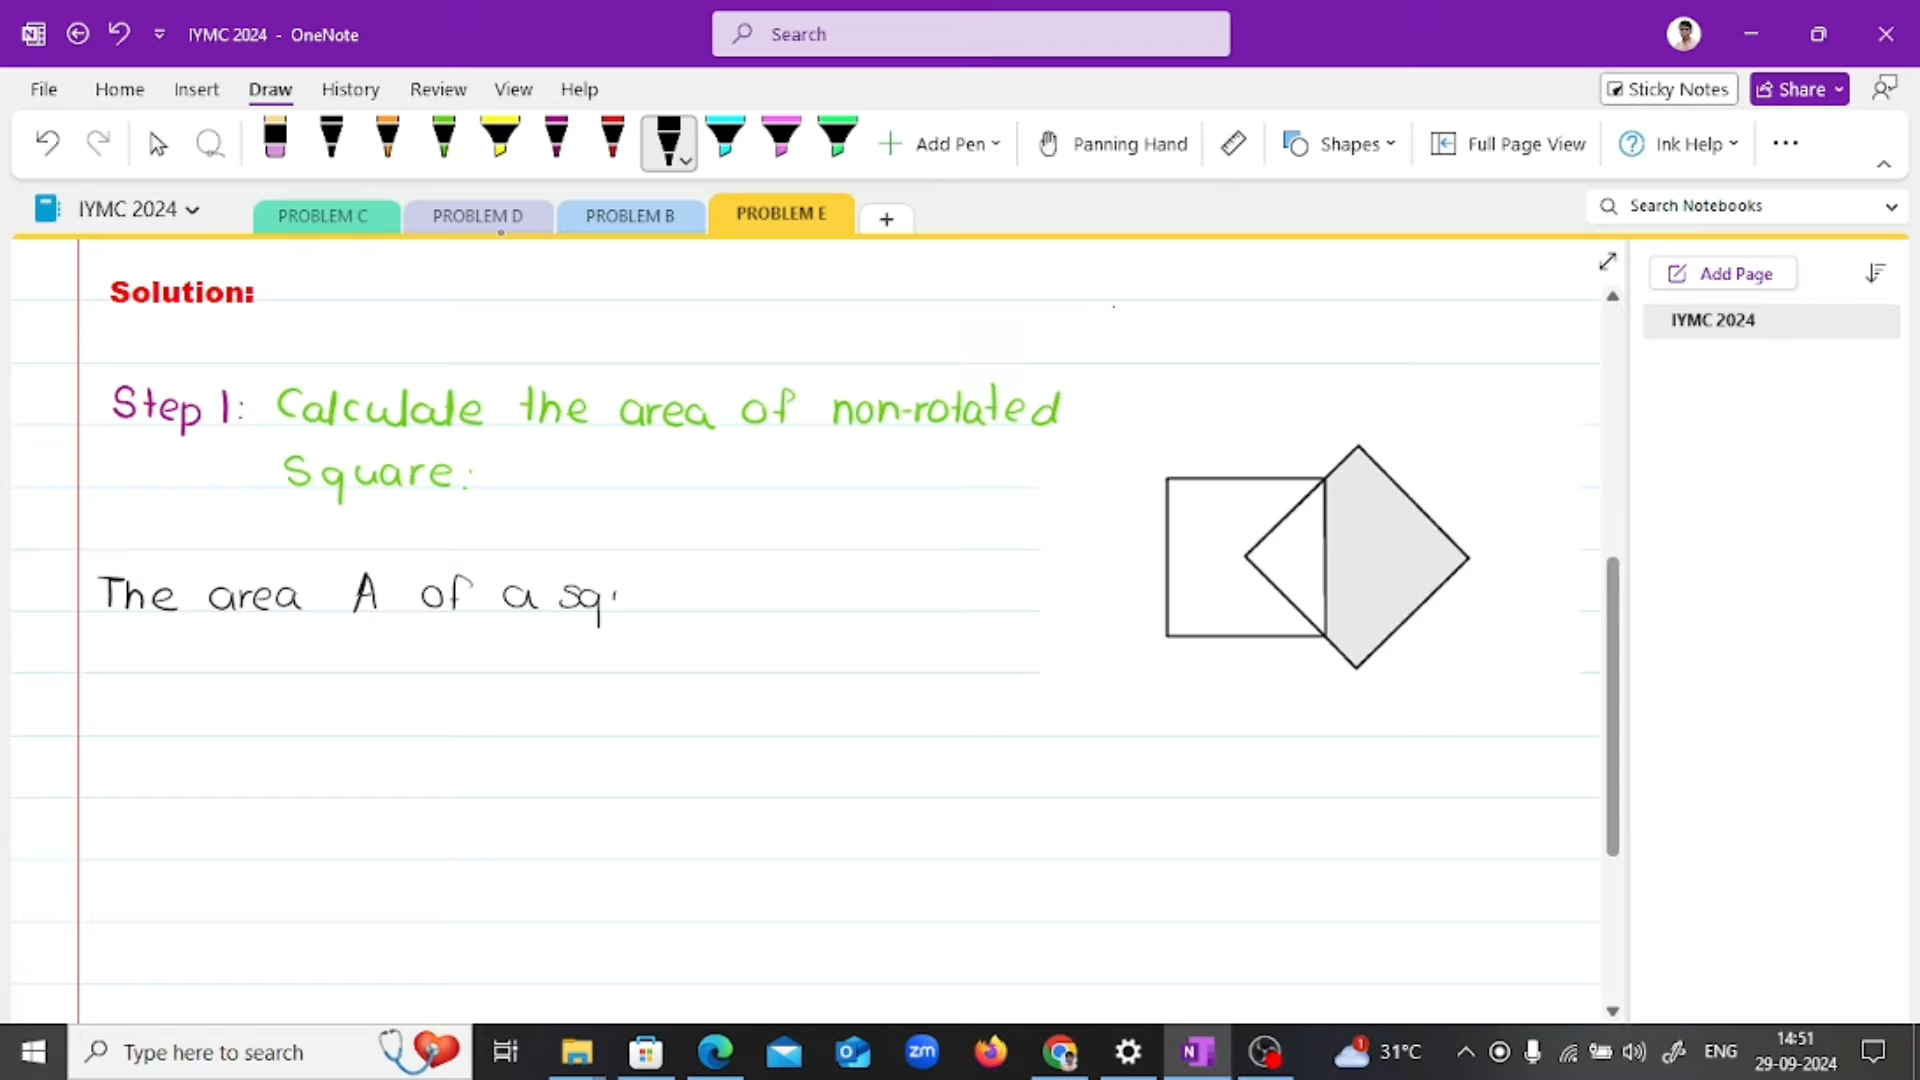 IYMC 2024 - OneNote
Search
File Home Insert Draw History Review View Help
Sticky Notes Share
Add Pen Panning Hand Shapes Full Page View Ink Help
IYMC 2024 PROBLEM C PROBLEM D PROBLEM B PROBLEM E +
Search Notebooks
Add Page
IYMC 2024
Solution:
Step 1: Calculate the area of non-rotated
Square:
The area A of a sq
Type here to search
zm
N
1
31°C
ENG
14:51
29-09-2024